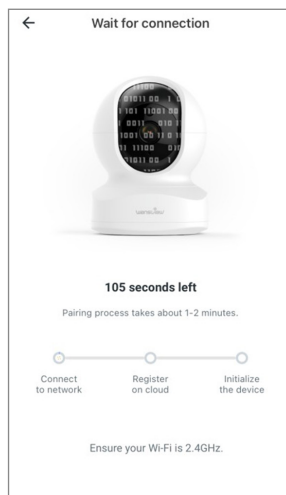 Wait for connection
wansview
105 seconds left
Pairing process takes about 1-2 minutes.
Connect
to network
Register
on cloud
Initialize
the device
Ensure your Wi-Fi is 2.4GHz.